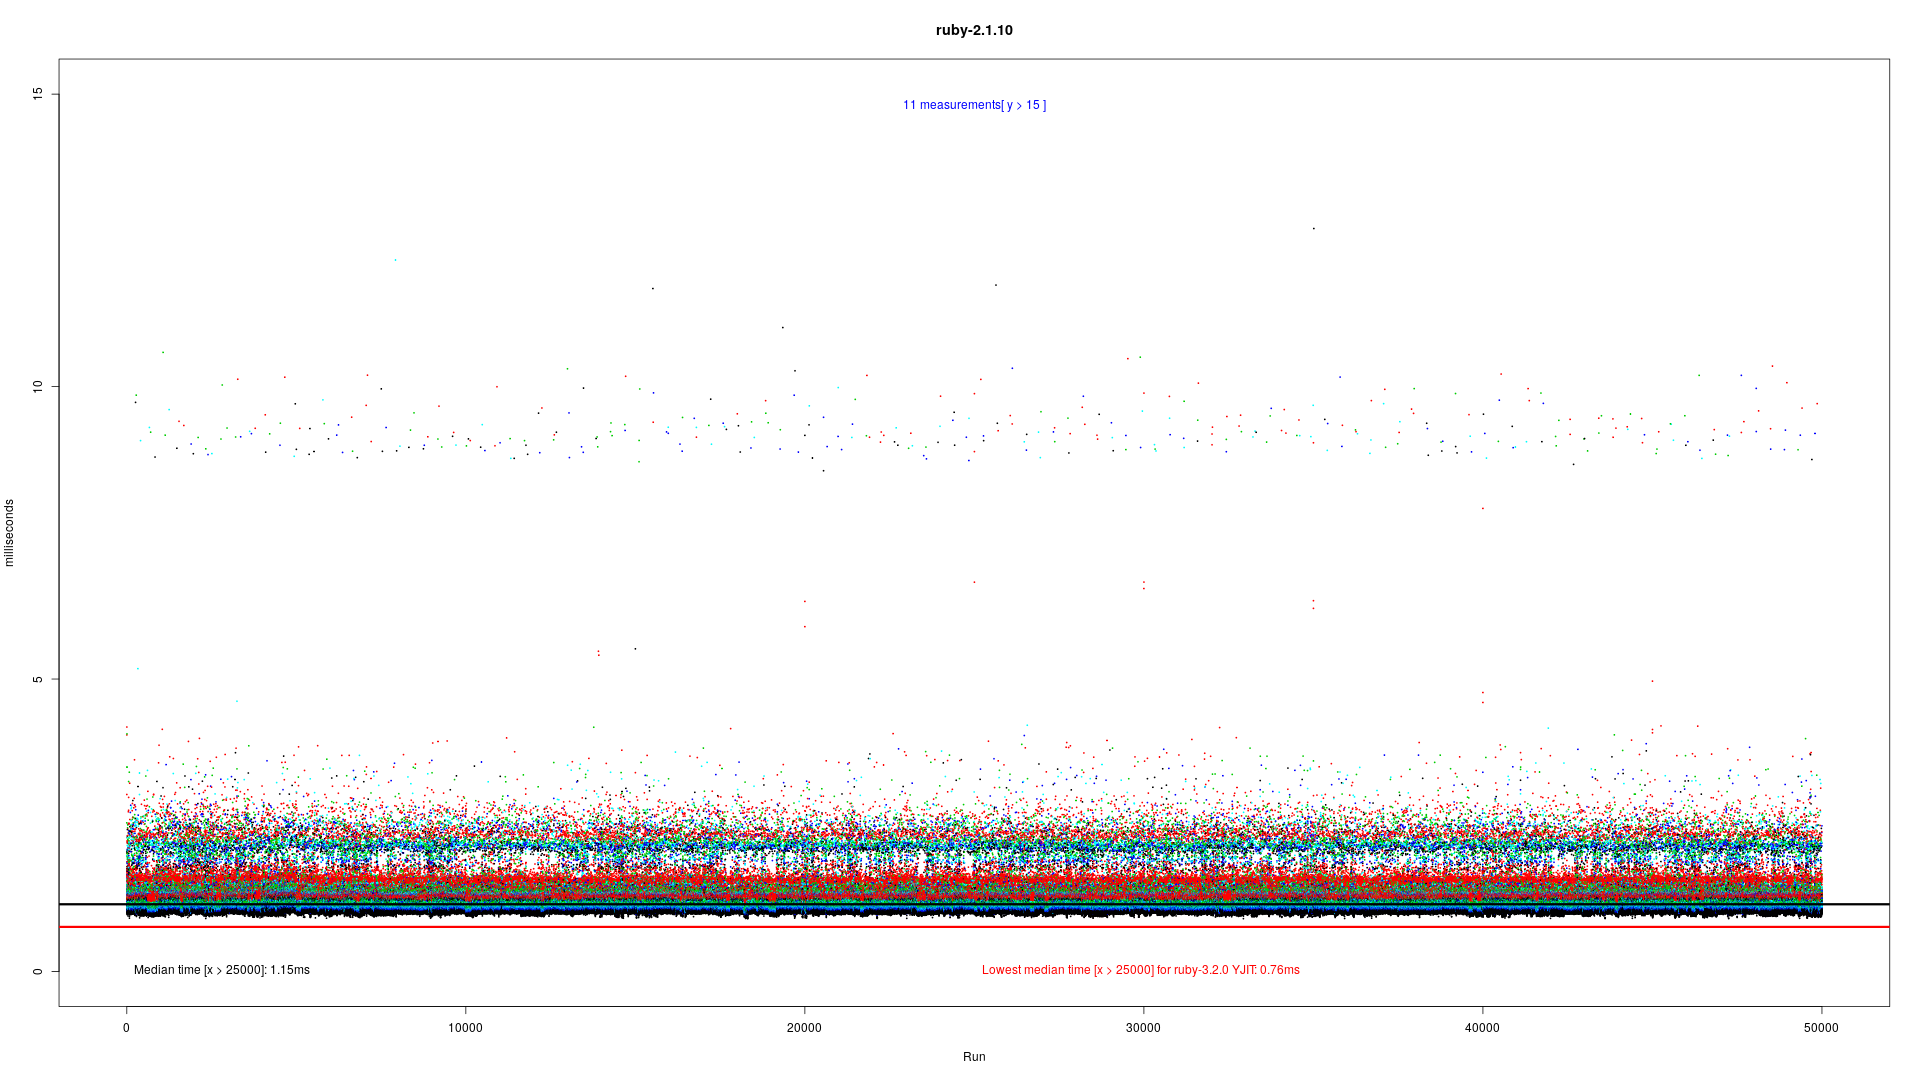 ruby-2.1.10
11 measurements[ y > 15 ]
15
10
5
0
milliseconds
Median time [x > 25000]: 1.15ms
Lowest median time [x > 25000] for ruby-3.2.0 YJIT: 0.76ms
0
10000
20000
30000
40000
50000
Run